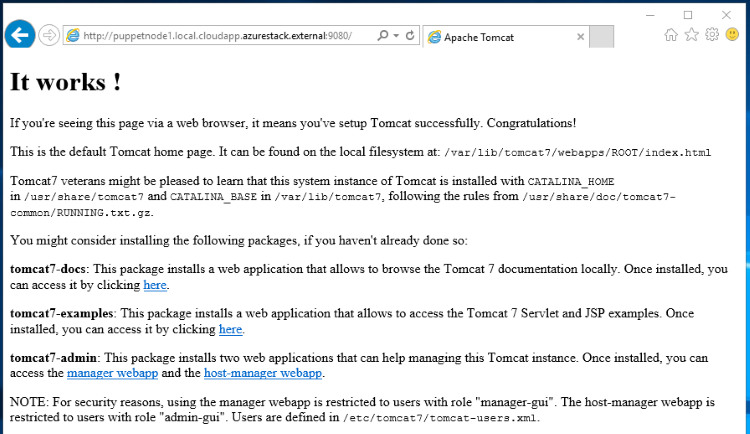 http://puppetnode1.local.cloudapp.azurestack.external:9080/
Apache Tomcat
It works !
If you're seeing this page via a web browser, it means you've setup Tomcat successfully. Congratulations!
This is the default Tomcat home page. It can be found on the local filesystem at: /var/lib/tomcat7/webapps/ROOT/index.html
Tomcat7 veterans might be pleased to learn that this system instance of Tomcat is installed with CATALINA_HOME
in /usr/share/tomcat7 and CATALINA_BASE in /var/lib/tomcat7, following the rules from /usr/share/doc/tomcat7-
common/RUNNING.txt.gz.
You might consider installing the following packages, if you haven't already done so:
tomcat7-docs: This package installs a web application that allows to browse the Tomcat 7 documentation locally. Once installed, you
can access it by clicking here.
tomcat7-examples: This package installs a web application that allows to access the Tomcat 7 Servlet and JSP examples. Once
installed, you can access it by clicking here.
tomcat7-admin: This package installs two web applications that can help managing this Tomcat instance. Once installed, you can
access the manager webapp and the host-manager webapp.
NOTE: For security reasons, using the manager webapp is restricted to users with role "manager-gui". The host-manager webapp is
restricted to users with role "admin-gui". Users are defined in /etc/tomcat7/tomcat-users.xml.